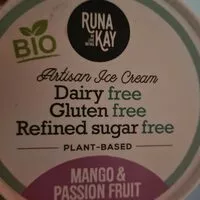 BIO
RUNA
& KAY
Artisan Ice Cream
Dairy free
Gluten free
Refined sugar free
PLANT-BASED
MANGO &
PASSION FRUIT